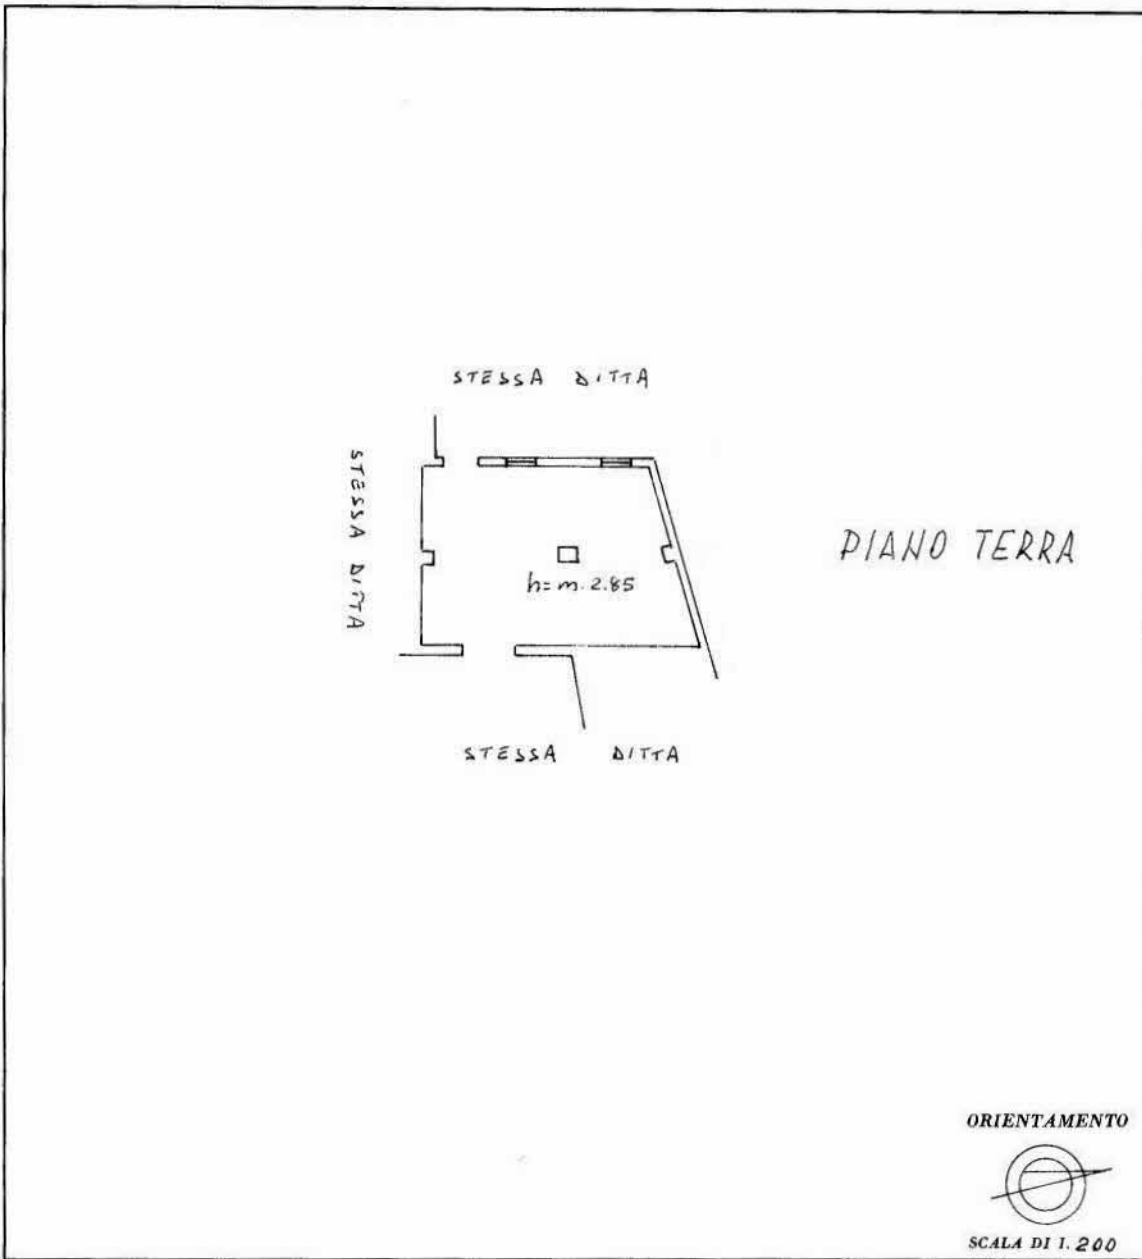 STESSA DITTA
STESSA DITTA
PIANO TERRA
h=m.2.85
STESSA DITTA
ORIENTAMENTO
SCALA DI 1.200